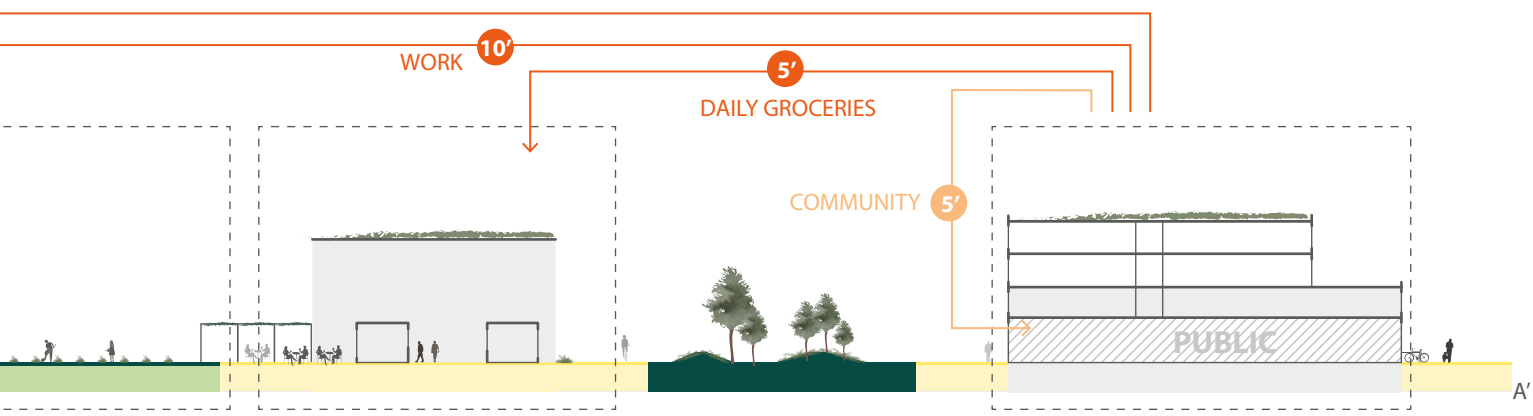 10'
WORK
5'
DAILY GROCERIES
COMMUNITY 5'
PUBLIC
A'